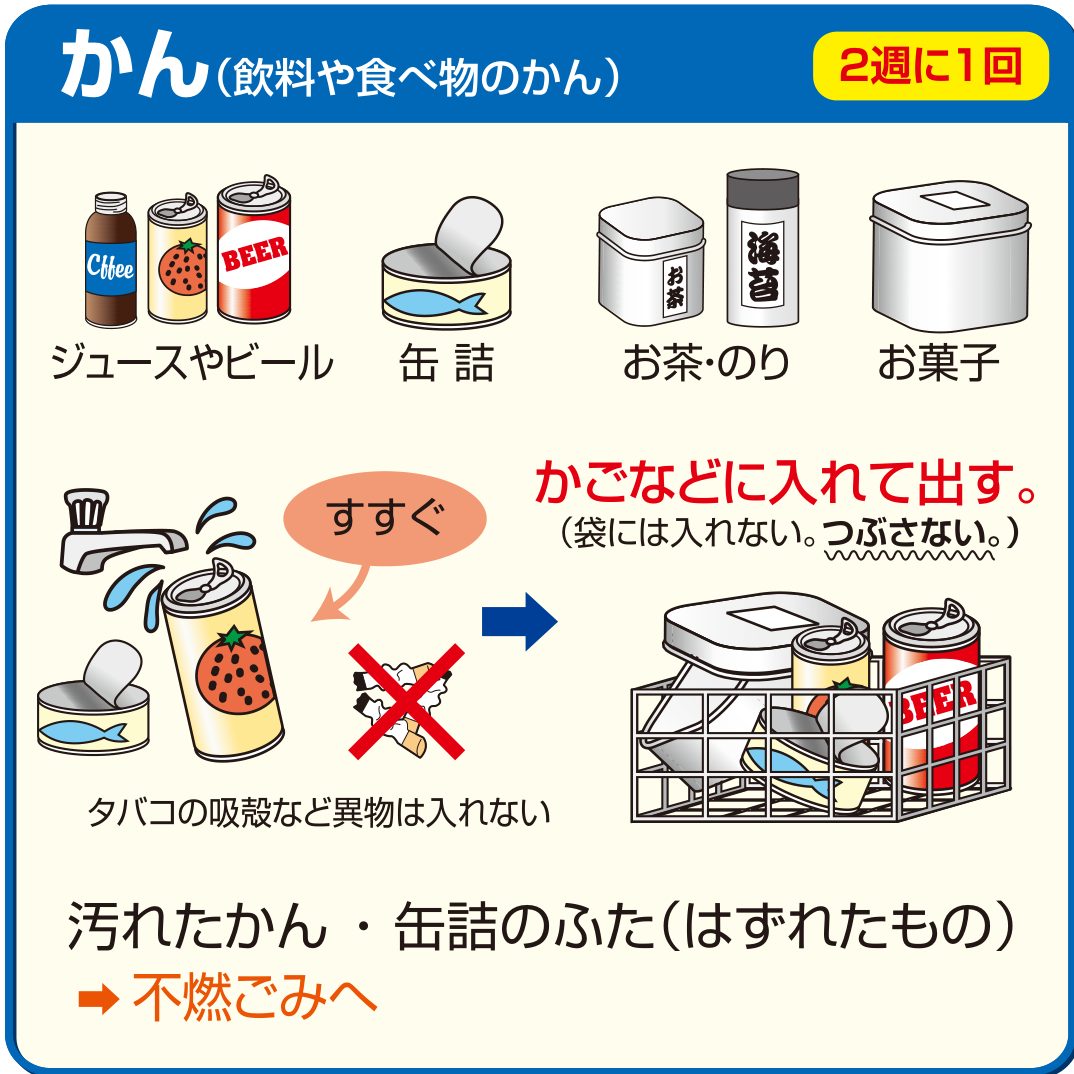 かん(飲料や食べ物のかん)
2週に1回
Cffee
BEER
お茶
海苔
ジュースやビール
缶詰
お茶・のり
お菓子
すすぐ
かごなどに入れて出す。
(袋には入れない。つぶさない。)
BEER
タバコの吸殻など異物は入れない
汚れたかん・缶詰のふた(はずれたもの)
➡不燃ごみへ